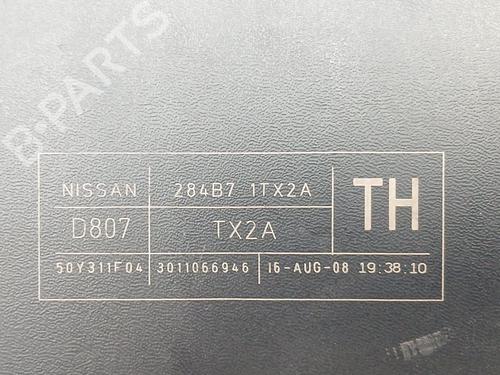 B-PARTS
NISSAN 284B7 1TX2A TH
D807 TX2A
50Y311F04 3011066946 16-AUG-08 19:38:10